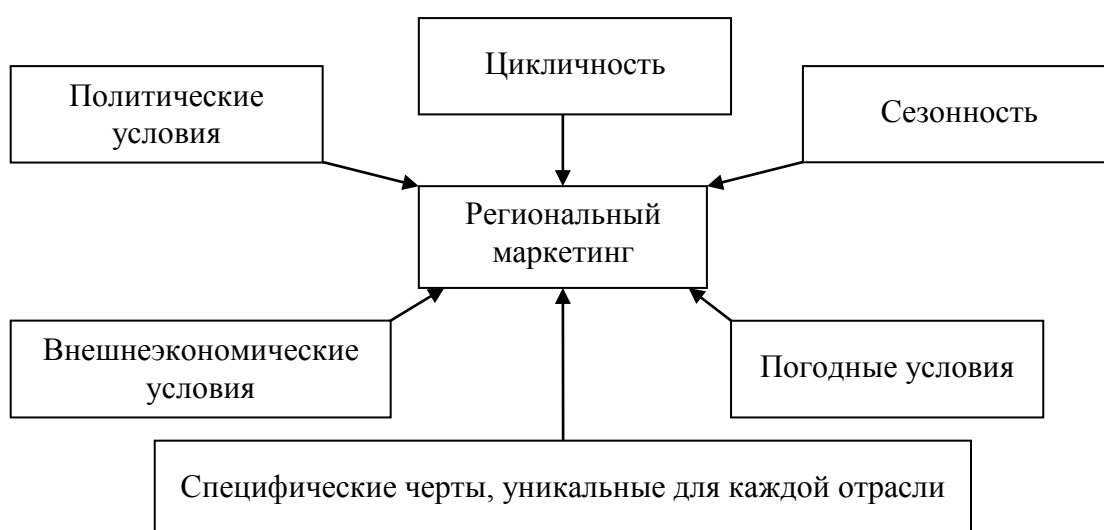 Цикличность
Политические
условия
Сезонность
Региональный
маркетинг
Внешнеэкономические
условия
Погодные условия
Специфические черты, уникальные для каждой отрасли